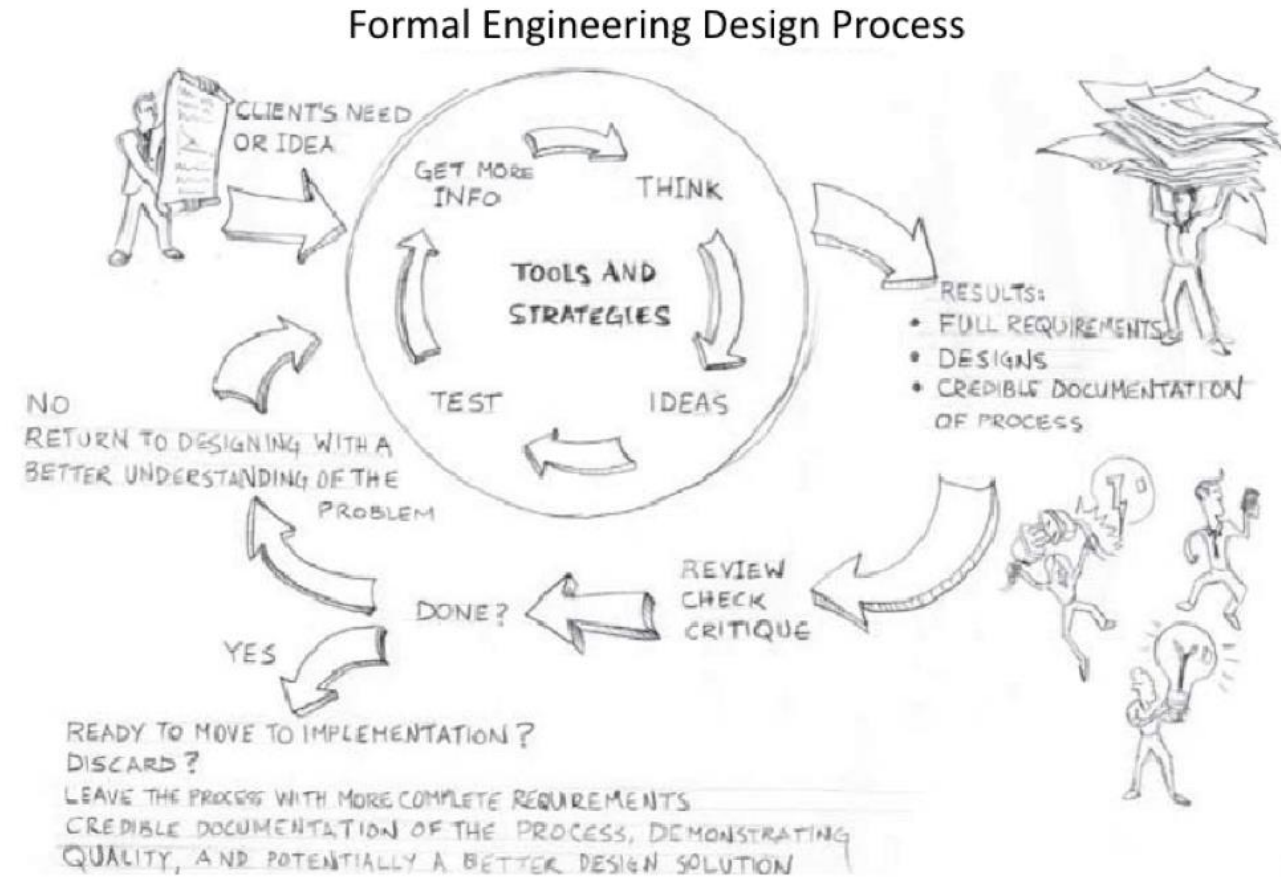 Formal Engineering Design Process
CLIENT'S NEED
OR IDEA
GET MORE
INFO
THINK
TOOLS AND
STRATEGIES
TEST
IDEAS
RESULTS:
• FULL REQUIREMENTS
• DESIGNS
• CREDIBLE DOCUMENTATION
OF PROCESS
NO
RETURN TO DESIGNING WITH A
BETTER UNDERSTANDING OF THE
PROBLEM
REVIEW
CHECK
CRITIQUE
DONE?
YES
READY TO MOVE TO IMPLEMENTATION?
DISCARD?
LEAVE THE PROCESS WITH MORE COMPLETE REQUIREMENTS
CREDIBLE DOCUMENTATION OF THE PROCESS, DEMONSTRATING
QUALITY, AND POTENTIALLY A BETTER DESIGN SOLUTION